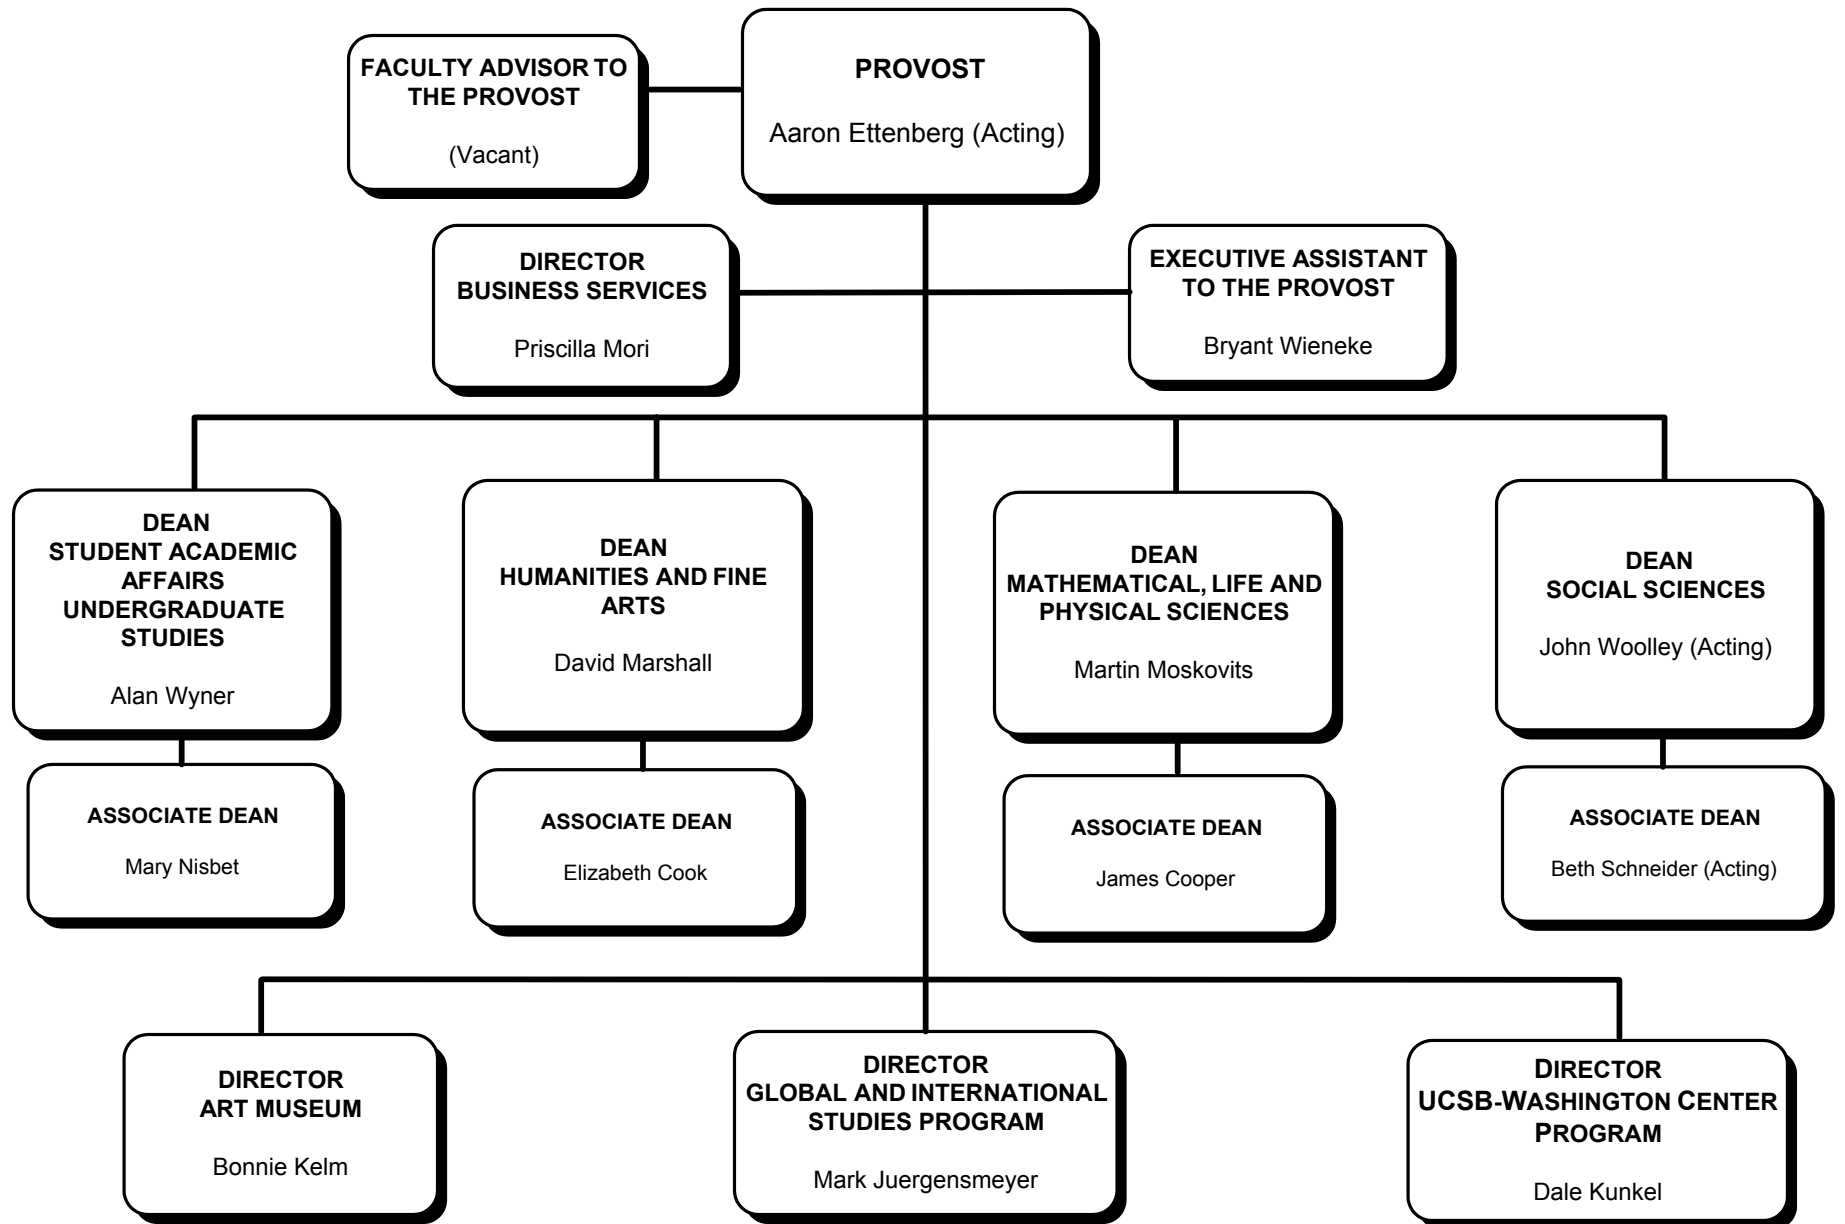 FACULTY ADVISOR TO
THE PROVOST
(Vacant)
PROVOST
Aaron Ettenberg (Acting)
DIRECTOR
BUSINESS SERVICES
Priscilla Mori
EXECUTIVE ASSISTANT
TO THE PROVOST
Bryant Wieneke
DEAN
STUDENT ACADEMIC
AFFAIRS
UNDERGRADUATE
STUDIES
Alan Wyner
DEAN
HUMANITIES AND FINE
ARTS
David Marshall
DEAN
MATHEMATICAL, LIFE AND
PHYSICAL SCIENCES
Martin Moskovits
DEAN
SOCIAL SCIENCES
John Woolley (Acting)
ASSOCIATE DEAN
Mary Nisbet
ASSOCIATE DEAN
Elizabeth Cook
ASSOCIATE DEAN
James Cooper
ASSOCIATE DEAN
Beth Schneider (Acting)
DIRECTOR
ART MUSEUM
Bonnie Kelm
DIRECTOR
GLOBAL AND INTERNATIONAL
STUDIES PROGRAM
Mark Juergensmeyer
DIRECTOR
UCSB-WASHINGTON CENTER
PROGRAM
Dale Kunkel